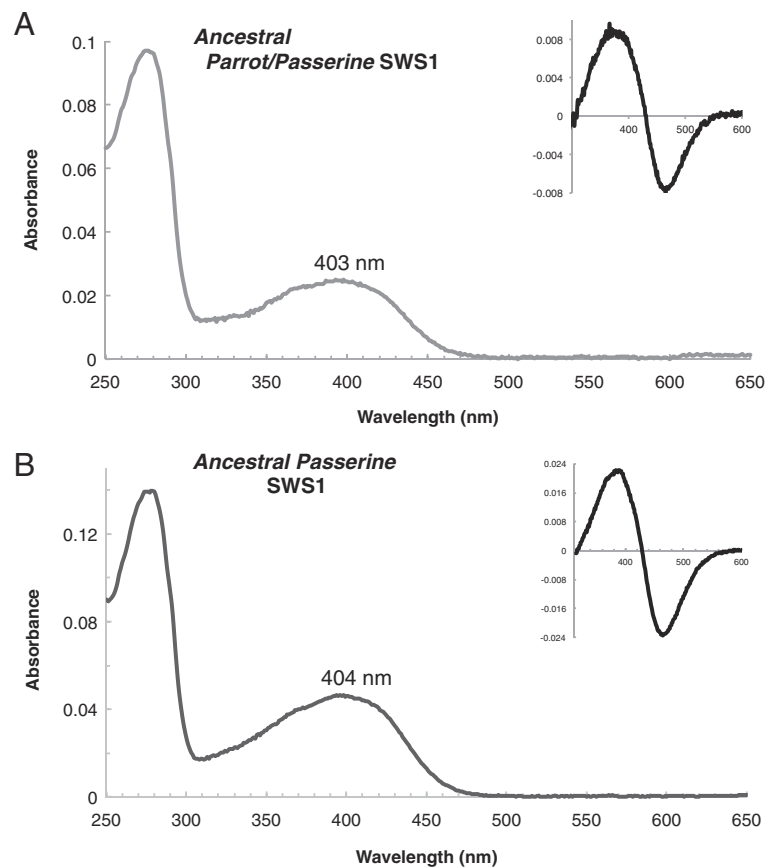 A
Ancestral
Parrot/Passerine SWS1
0.1
0.08
0.06
0.04
0.02
0
Absorbance
403 nm
250 300 350 400 450 500 550 600 650
Wavelength (nm)
0.008
0.004
0
-0.004
-0.008
400 500 600
B
Ancestral Passerine
SWS1
0.12
0.08
0.04
0
Absorbance
404 nm
250 300 350 400 450 500 550 600 650
Wavelength (nm)
0.024
0.016
0.008
0
-0.008
-0.016
-0.024
400 500 600